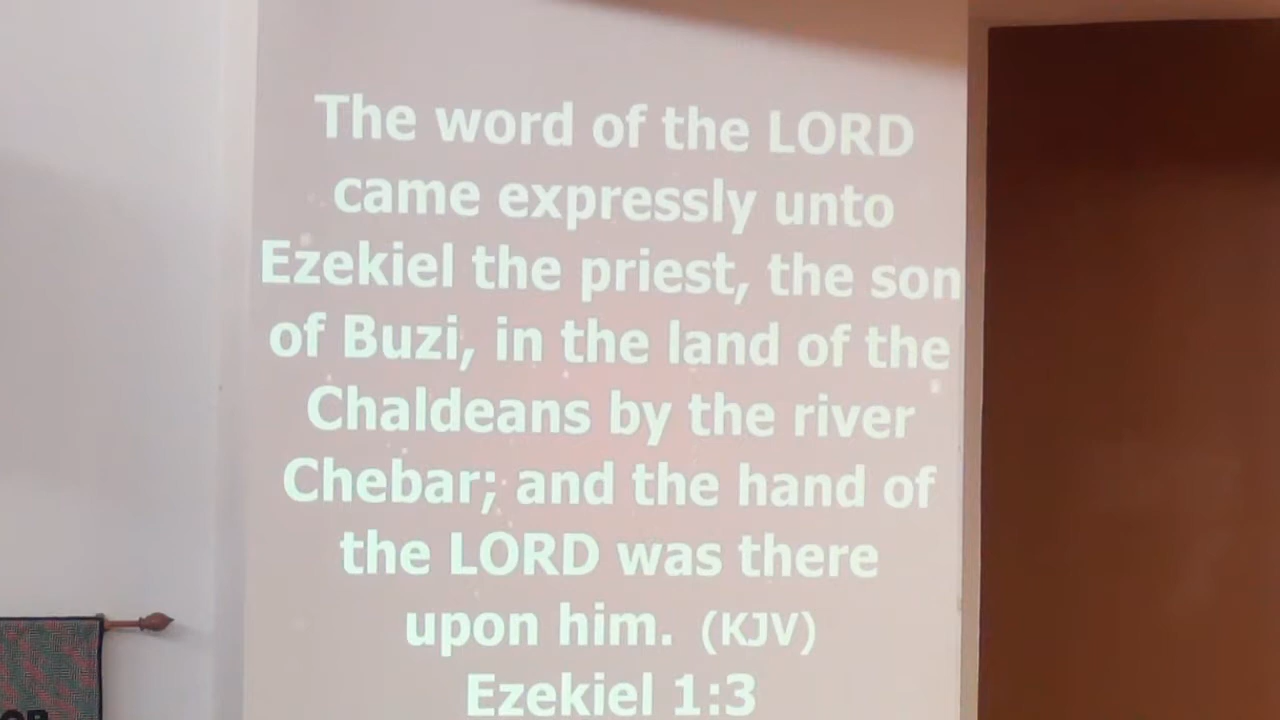 The word of the LORD
came expressly unto
Ezekiel the priest, the son
of Buzi, in the land of the
Chaldeans by the river
Chebar; and the hand of
the LORD was there
upon him. (KJV)
Ezekiel 1:3